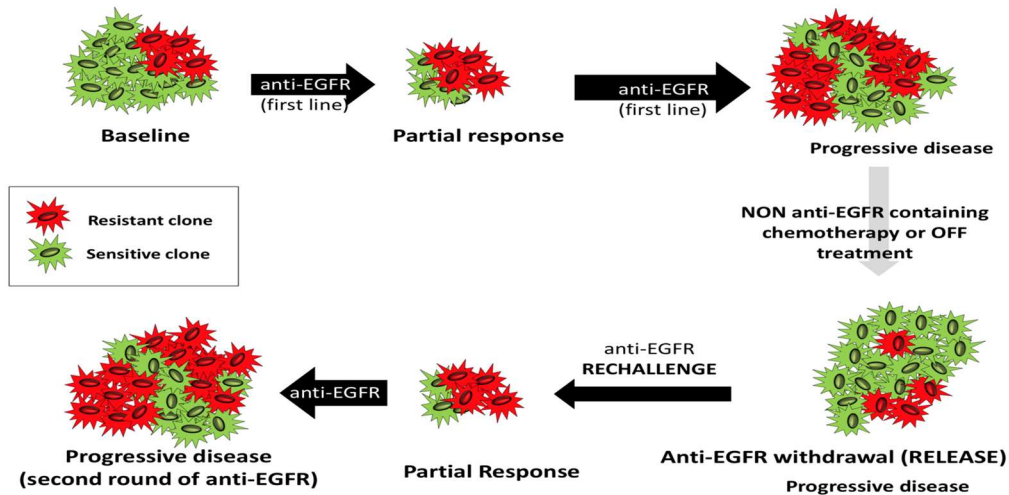 Baseline
anti-EGFR
(first line)
Partial response
anti-EGFR
(first line)
Progressive disease
Resistant clone
Sensitive clone
NON anti-EGFR containing
chemotherapy or OFF
treatment
Anti-EGFR withdrawal (RELEASE)
Progressive disease
anti-EGFR
RECHALLENGE
Partial Response
anti-EGFR
Progressive disease
(second round of anti-EGFR)